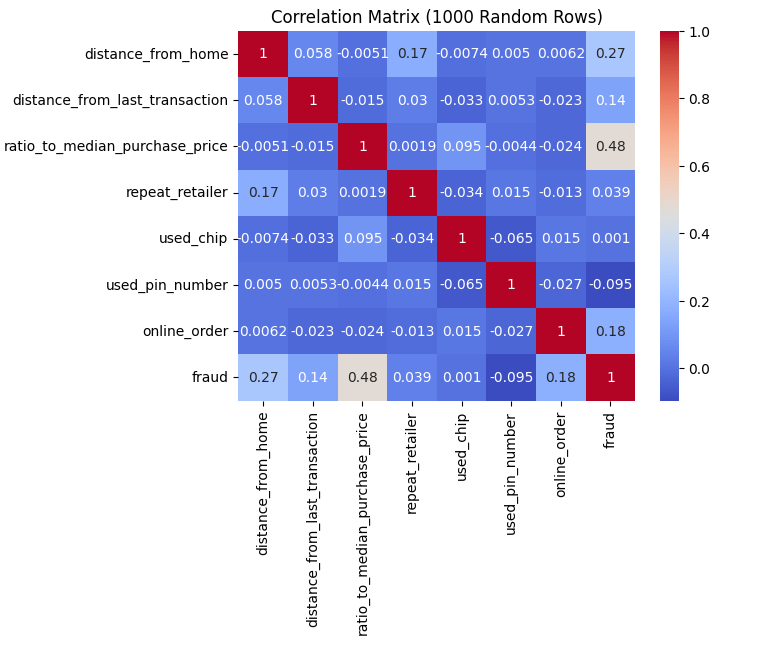 Correlation Matrix (1000 Random Rows)
distance_from_home 1 0.058 -0.0051 0.17 -0.0074 0.005 0.0062 0.27
distance_from_last_transaction 0.058 1 -0.015 0.03 -0.033 0.0053 -0.023 0.14
ratio_to_median_purchase_price -0.0051 -0.015 1 0.0019 0.095 -0.0044 -0.024 0.48
repeat_retailer 0.17 0.03 0.0019 1 -0.034 0.015 -0.013 0.039
used_chip -0.0074 -0.033 0.095 -0.034 1 -0.065 0.015 0.001
used_pin_number 0.005 0.0053 -0.0044 0.015 -0.065 1 -0.027 -0.095
online_order 0.0062 -0.023 -0.024 -0.013 0.015 -0.027 1 0.18
fraud 0.27 0.14 0.48 0.039 0.001 -0.095 0.18 1
distance_from_home
distance_from_last_transaction
ratio_to_median_purchase_price
repeat_retailer
used_chip
used_pin_number
online_order
fraud
1.0
0.8
0.6
0.4
0.2
0.0